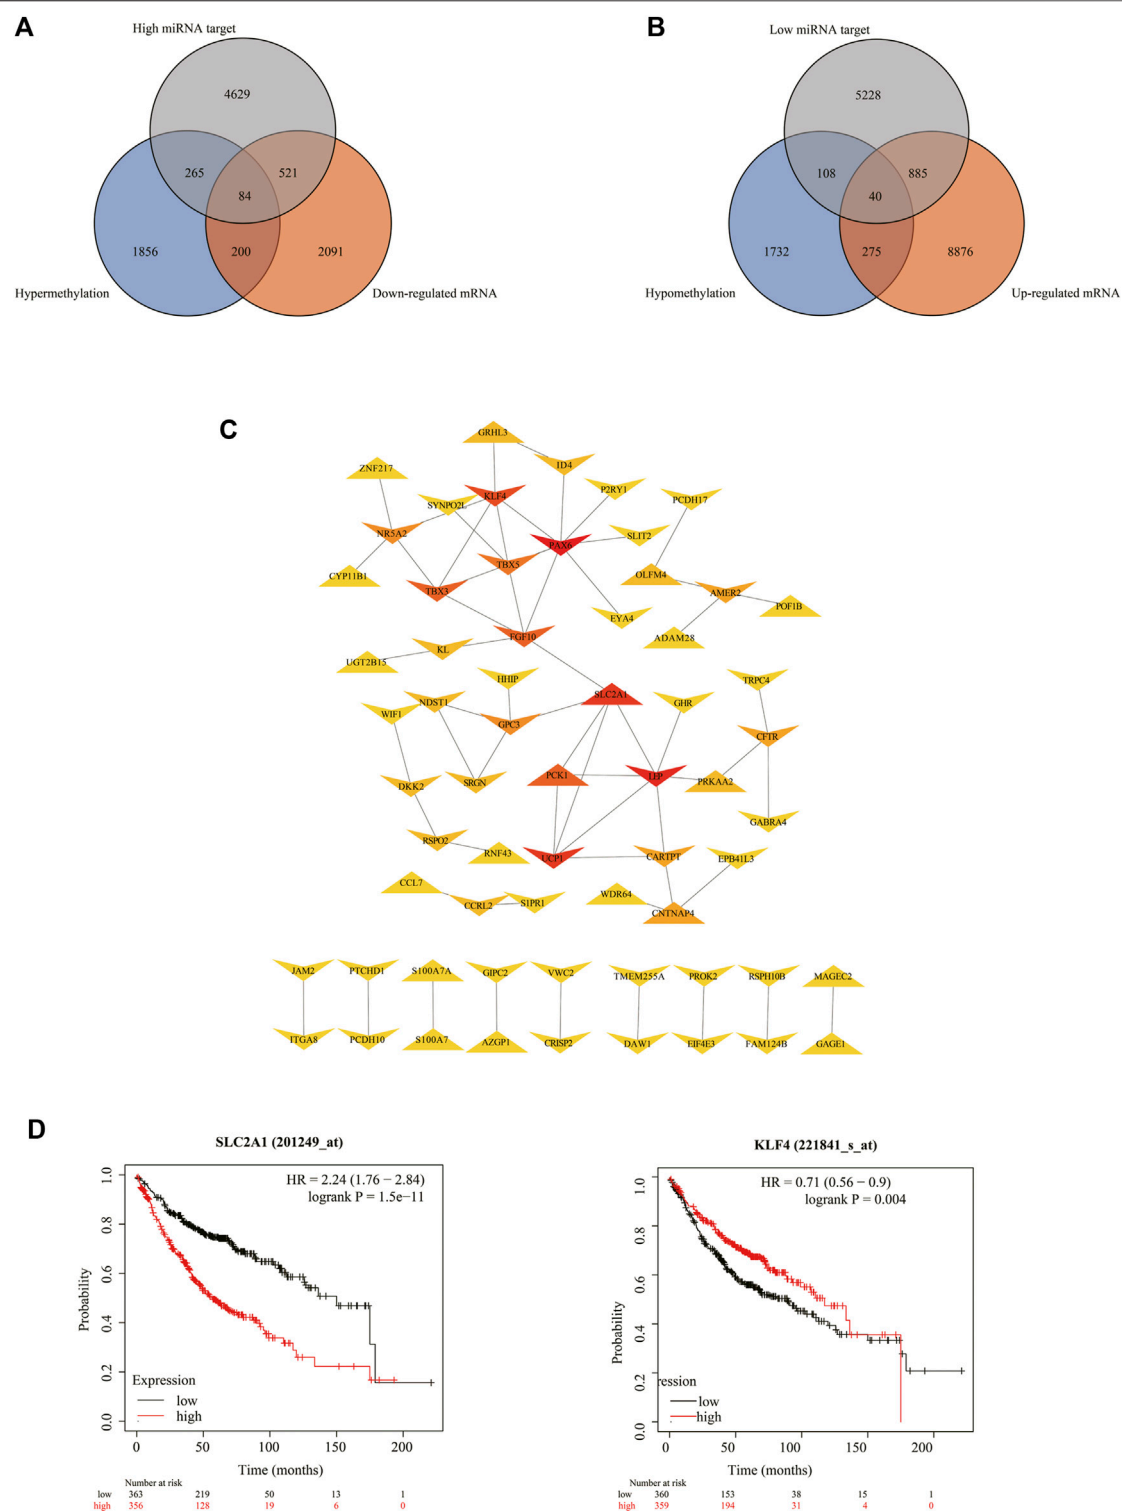 A
High miRNA target
4629
265
521
84
1856
200
2091
Hypermethylation
Down-regulated mRNA
B
Low miRNA target
5228
108
885
40
1732
275
8876
Hypomethylation
Up-regulated mRNA
C
GRHL3
ZNF217
ID4
P2RY1
KLF4
PCDH17
SYNPO2L
NR5A2
SLIT2
PAX6
TBX5
CYP11B1
OLFM4
TBX3
AMER2
POF1B
EYA4
FGF10
ADAM28
KL
UGT2B15
HHIP
TRPC4
SLC2A1
NDST1
GHR
WIF1
GPC3
CFTR
PCK1
PRKAA2
DKK2
SRGN
GABRA4
RSPO2
RNF43
UCP1
CARTPT
EPB41L3
CCL7
WDR64
CCRL2
S1PR1
CNTNAP4
JAM2
PTCHD1
S100A7A
GIPC2
VWC2
TMEM255A
PROK2
RSPH10B
MAGEC2
ITGA8
PCDH10
S100A7
AZGP1
CRISP2
DAW1
EIF4E3
FAM124B
GAGE1
D
SLC2A1 (201249_at)
HR = 2.24 (1.76 − 2.84)
logrank P = 1.5e−11
Probability
1.0
0.8
0.6
0.4
0.2
0.0
Expression
low
high
0 50 100 150 200
Time (months)
Number at risk
low 363 219 50 13 1
high 356 128 19 6 0
KLF4 (221841_s_at)
HR = 0.71 (0.56 − 0.9)
logrank P = 0.004
Probability
1.0
0.8
0.6
0.4
0.2
0.0
ression
low
high
0 50 100 150 200
Time (months)
Number at risk
low 360 153 38 15 1
high 359 194 31 4 0